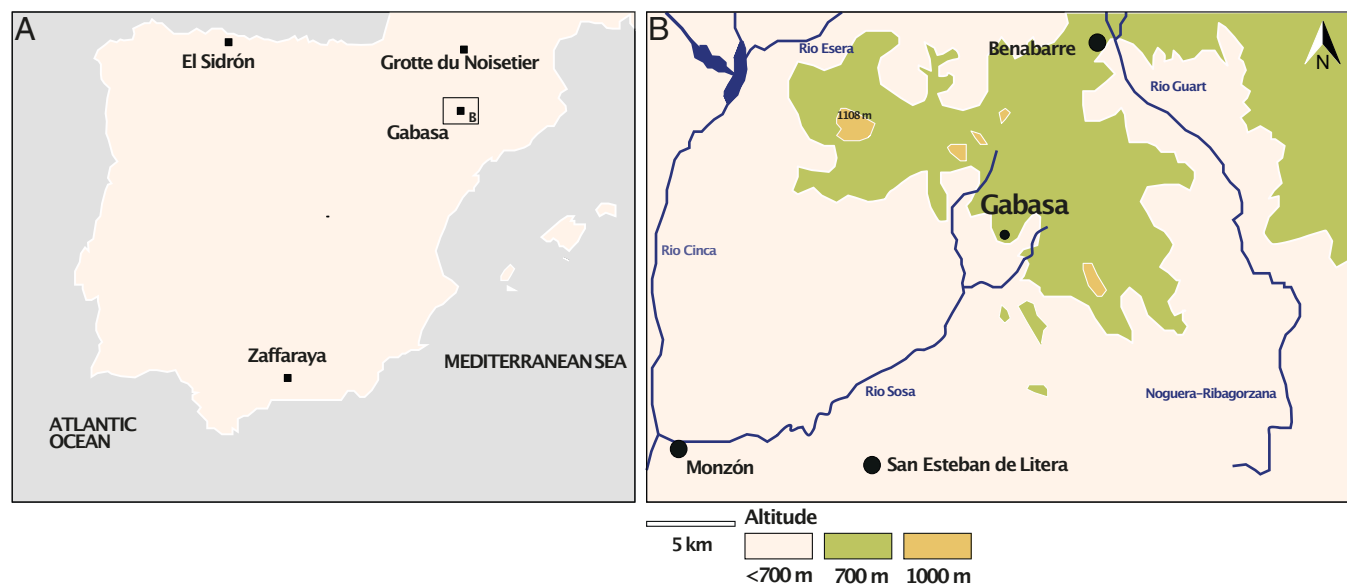 A
El Sidrón
Grotte du Noisetier
B
Gabasa
Zaffaraya
MEDITERRANEAN SEA
ATLANTIC
OCEAN
B
Rio Esera
Benabarre
N
Rio Guart
1108 m
Gabasa
Rio Cinca
Rio Sosa
Noguera-Ribagorzana
Monzón
San Esteban de Litera
Altitude
5 km
<700 m
700 m
1000 m